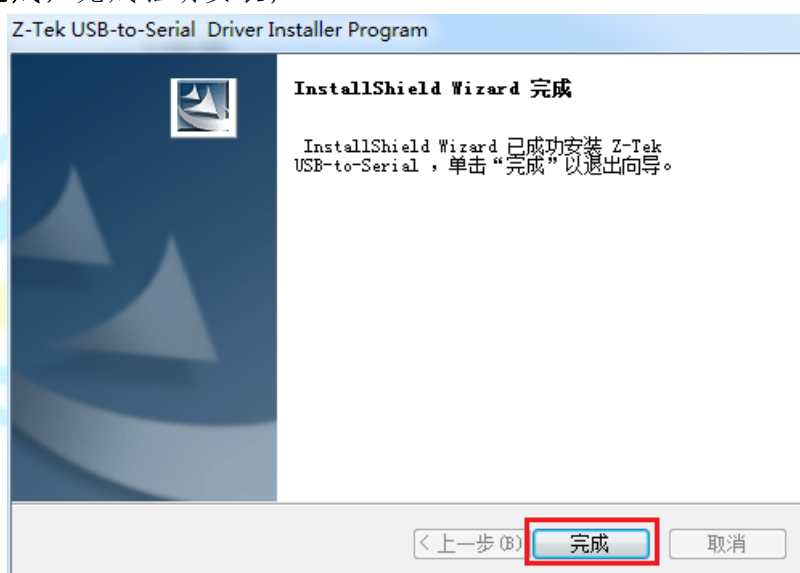 Z-Tek USB-to-Serial Driver Installer Program
InstallShield Wizard 完成
InstallShield Wizard 已成功安装 Z-Tek
USB-to-Serial ，单击“完成”以退出向导。
< 上一步(B)
完成
取消